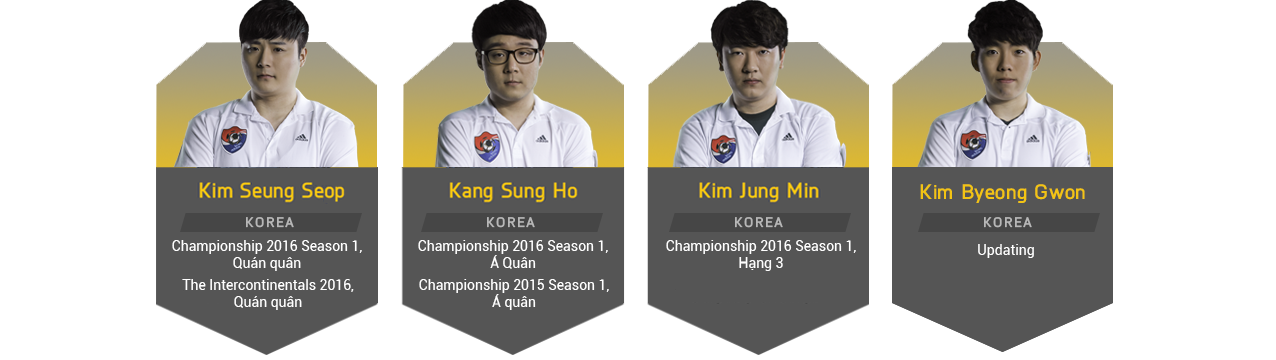 Kim Seung Seop
KOREA
Championship 2016 Season 1,
Quán quân
The Intercontinentals 2016,
Quán quân
Kang Sung Ho
KOREA
Championship 2016 Season 1,
Á Quân
Championship 2015 Season 1,
Á quân
Kim Jung Min
KOREA
Championship 2016 Season 1,
Hạng 3
Kim Byeong Gwon
KOREA
Updating